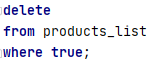 delete
from products_list
where true;